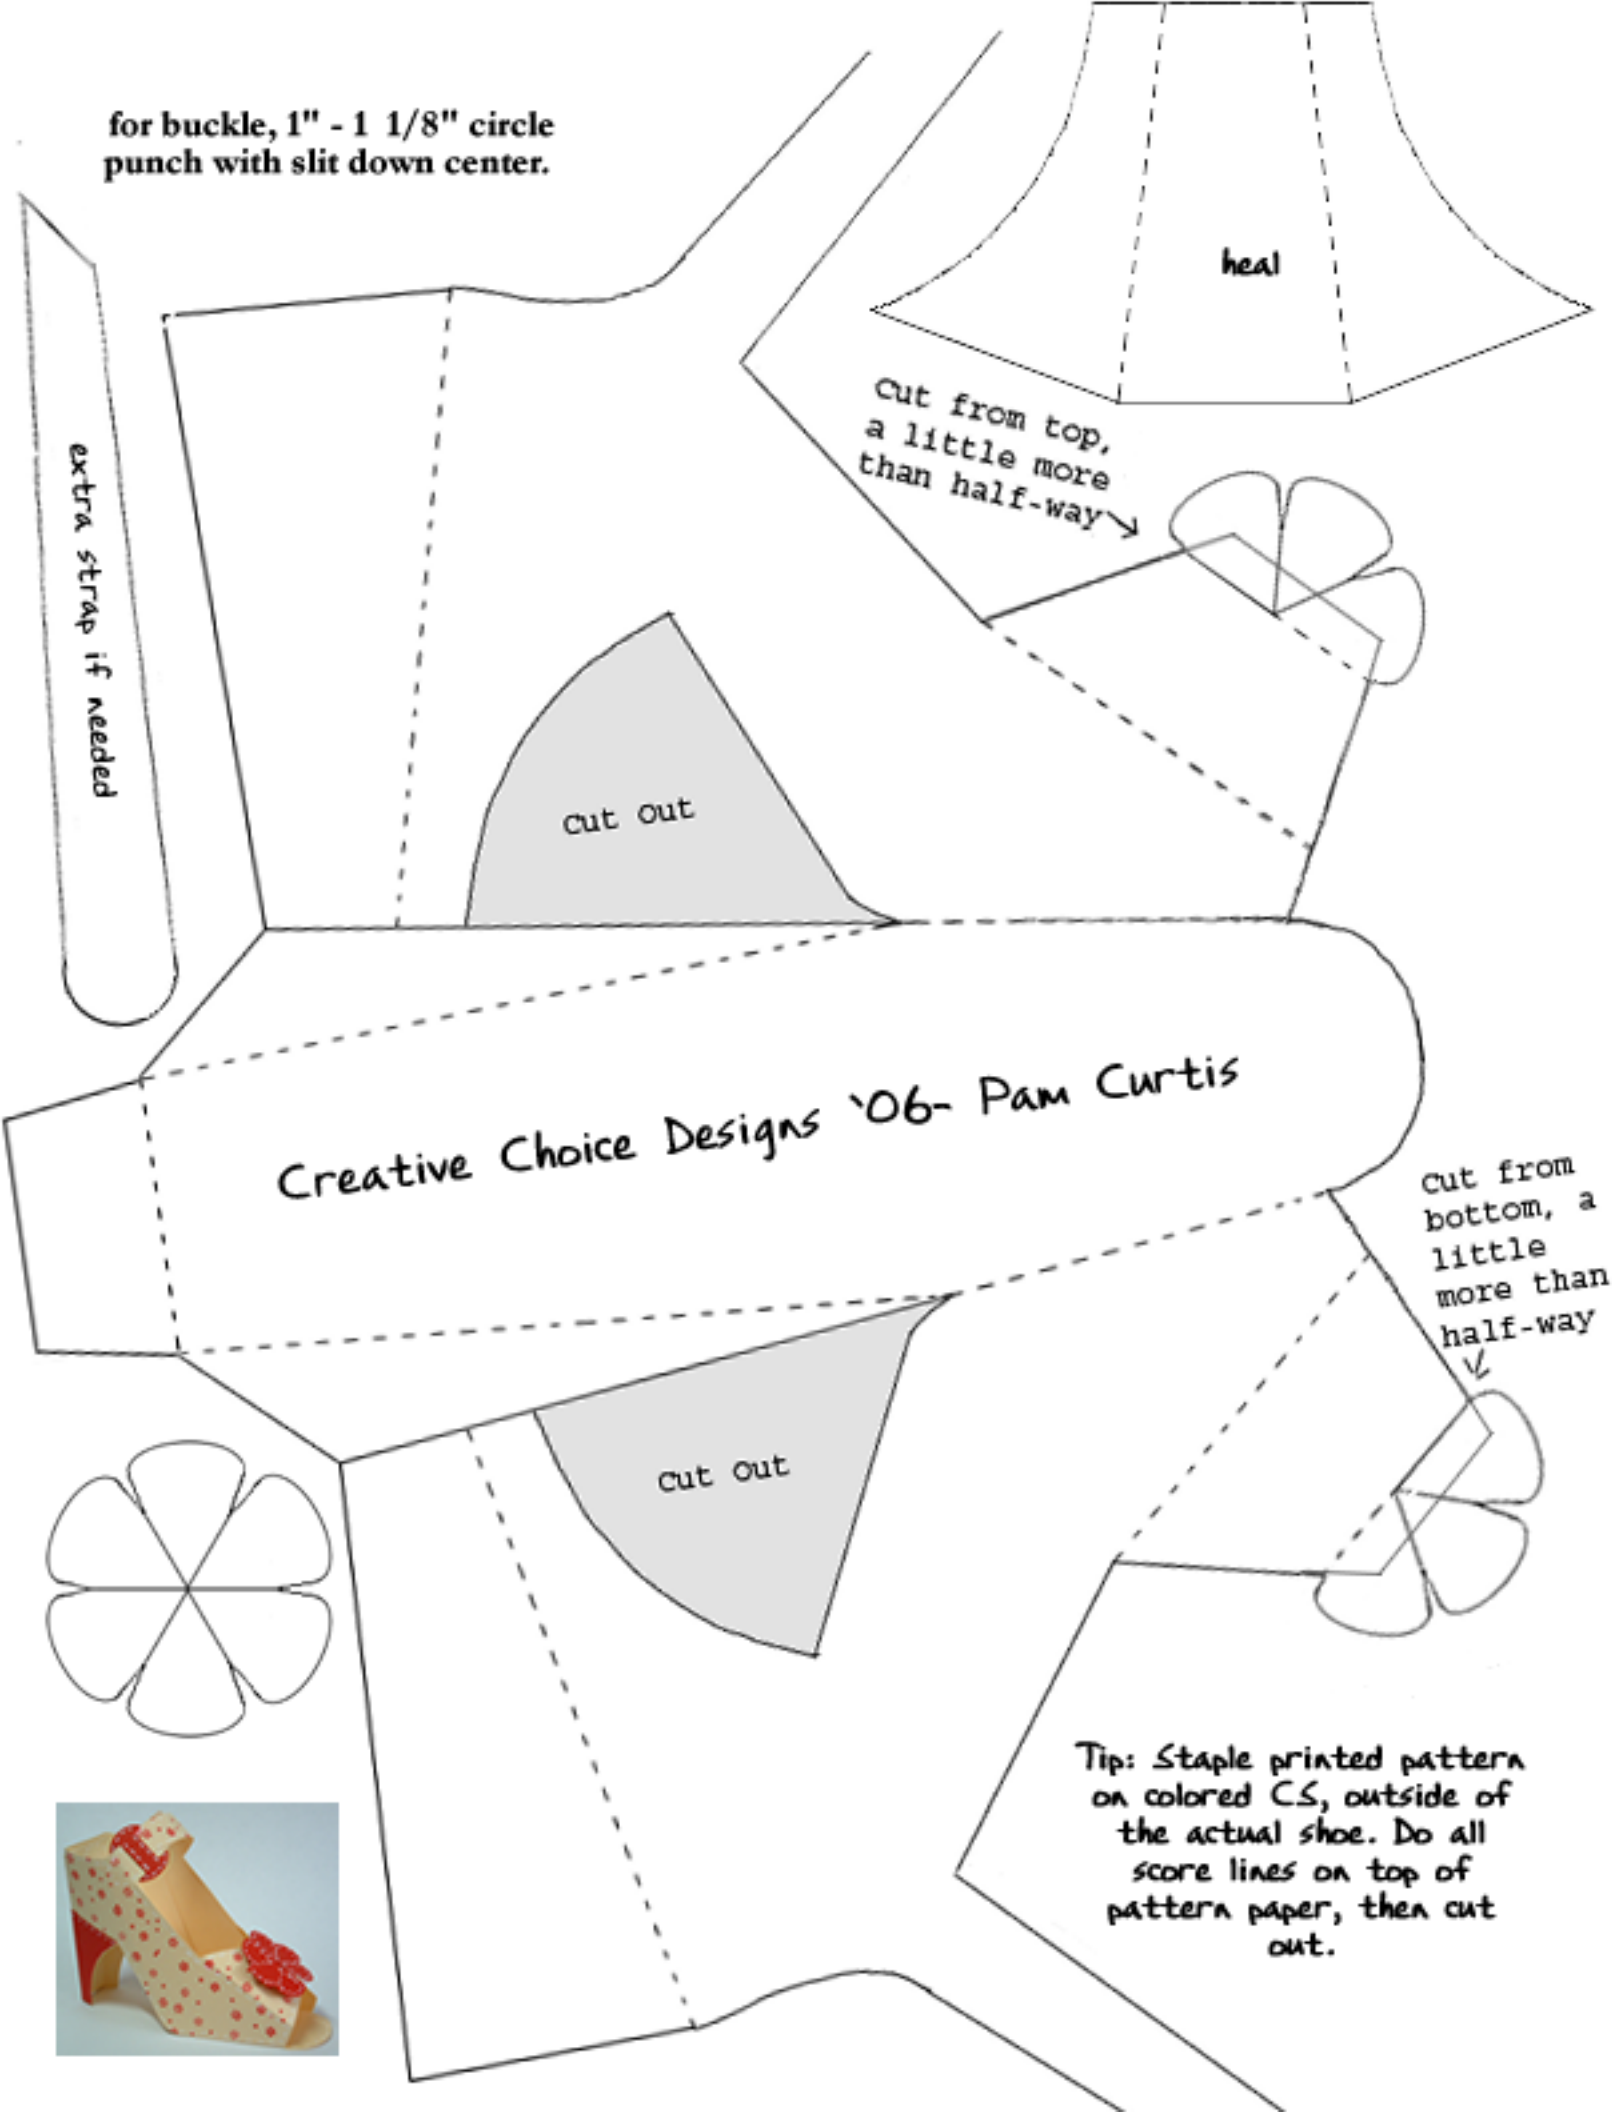 for buckle, 1" - 1 1/8" circle
punch with slit down center.
heal
Cut from top,
a little more
than half-way
extra strap if needed
Cut Out
Creative Choice Designs '06- Pam Curtis
Cut from
bottom, a
little
more than
half-way
Cut Out
Tip: Staple printed pattern
on colored CS, outside of
the actual shoe. Do all
score lines on top of
pattern paper, then cut
out.